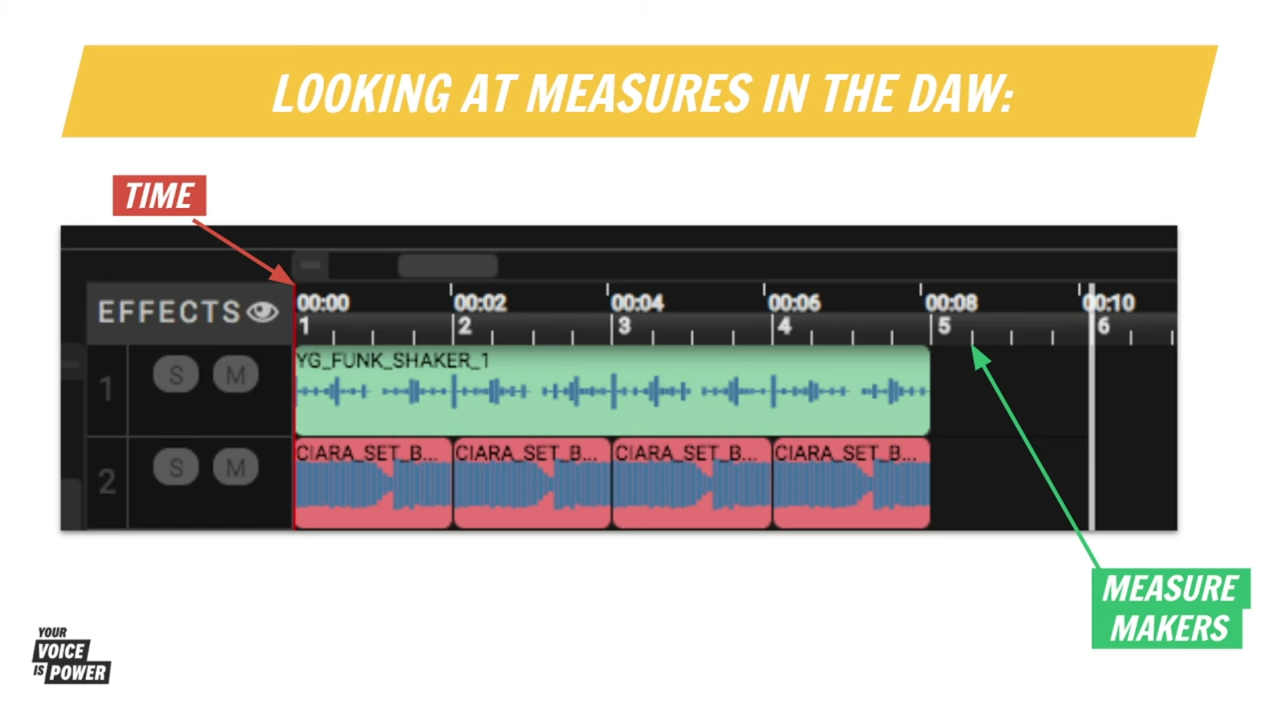 LOOKING AT MEASURES IN THE DAW:
TIME
EFFECTS
00:00 00:02 00:04 00:06 00:08 00:10
1 2 3 4 5 6
1 S M YG_FUNK_SHAKER_1
2 S M CIARA_SET_B... CIARA_SET_B... CIARA_SET_B... CIARA_SET_B...
MEASURE
MAKERS
YOUR
VOICE
IS POWER